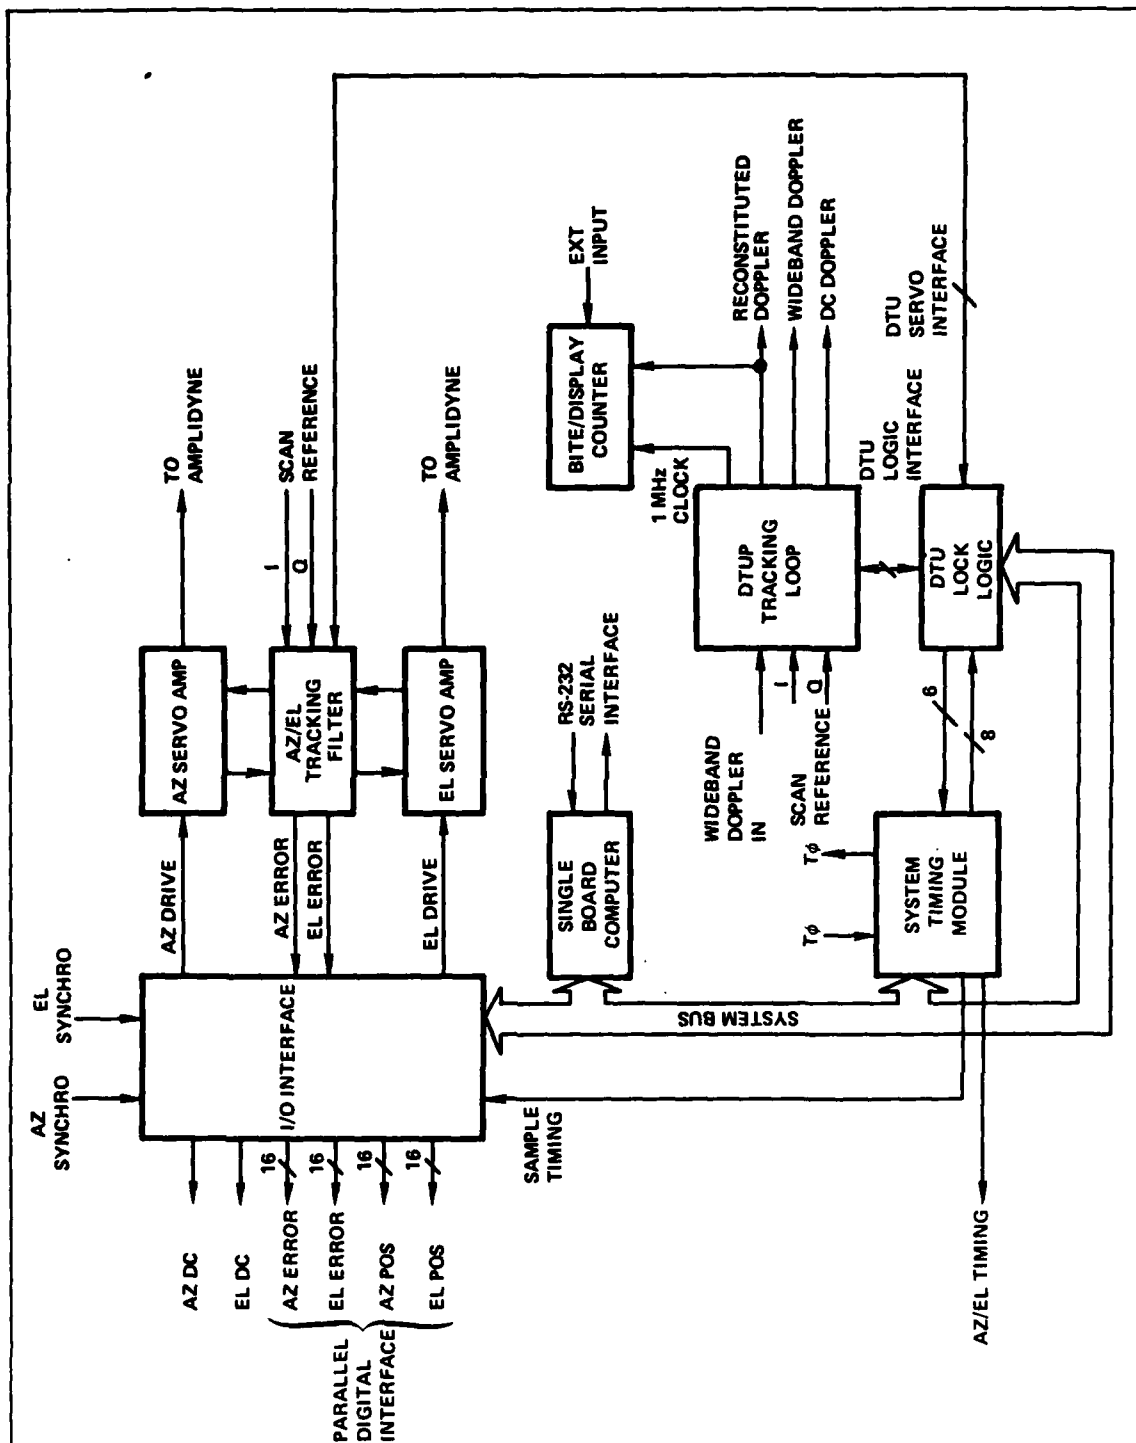 AZ
SYNCHRO
EL
SYNCHRO
AZ DC
EL DC
AZ ERROR
EL ERROR
AZ POS
EL POS
16
16
16
16
PARALLEL
DIGITAL
INTERFACE
I/O INTERFACE
AZ DRIVE
AZ ERROR
EL ERROR
EL DRIVE
AZ SERVO AMP
AZ/EL
TRACKING
FILTER
EL SERVO AMP
TO
AMPLIDYNE
I
Q
SCAN
REFERENCE
TO
AMPLIDYNE
SAMPLE
TIMING
SYSTEM BUS
SINGLE
BOARD
COMPUTER
RS-232
SERIAL
INTERFACE
BITE/DISPLAY
COUNTER
EXT
INPUT
1 MHz
CLOCK
WIDEBAND
DOPPLER
IN
I
Q
SCAN
REFERENCE
DTUP
TRACKING
LOOP
RECONSTITUTED
DOPPLER
WIDEBAND DOPPLER
DC DOPPLER
DTU
LOGIC
INTERFACE
DTU
SERVO
INTERFACE
Tϕ
Tϕ
SYSTEM
TIMING
MODULE
6
8
DTU
LOCK
LOGIC
AZ/EL TIMING